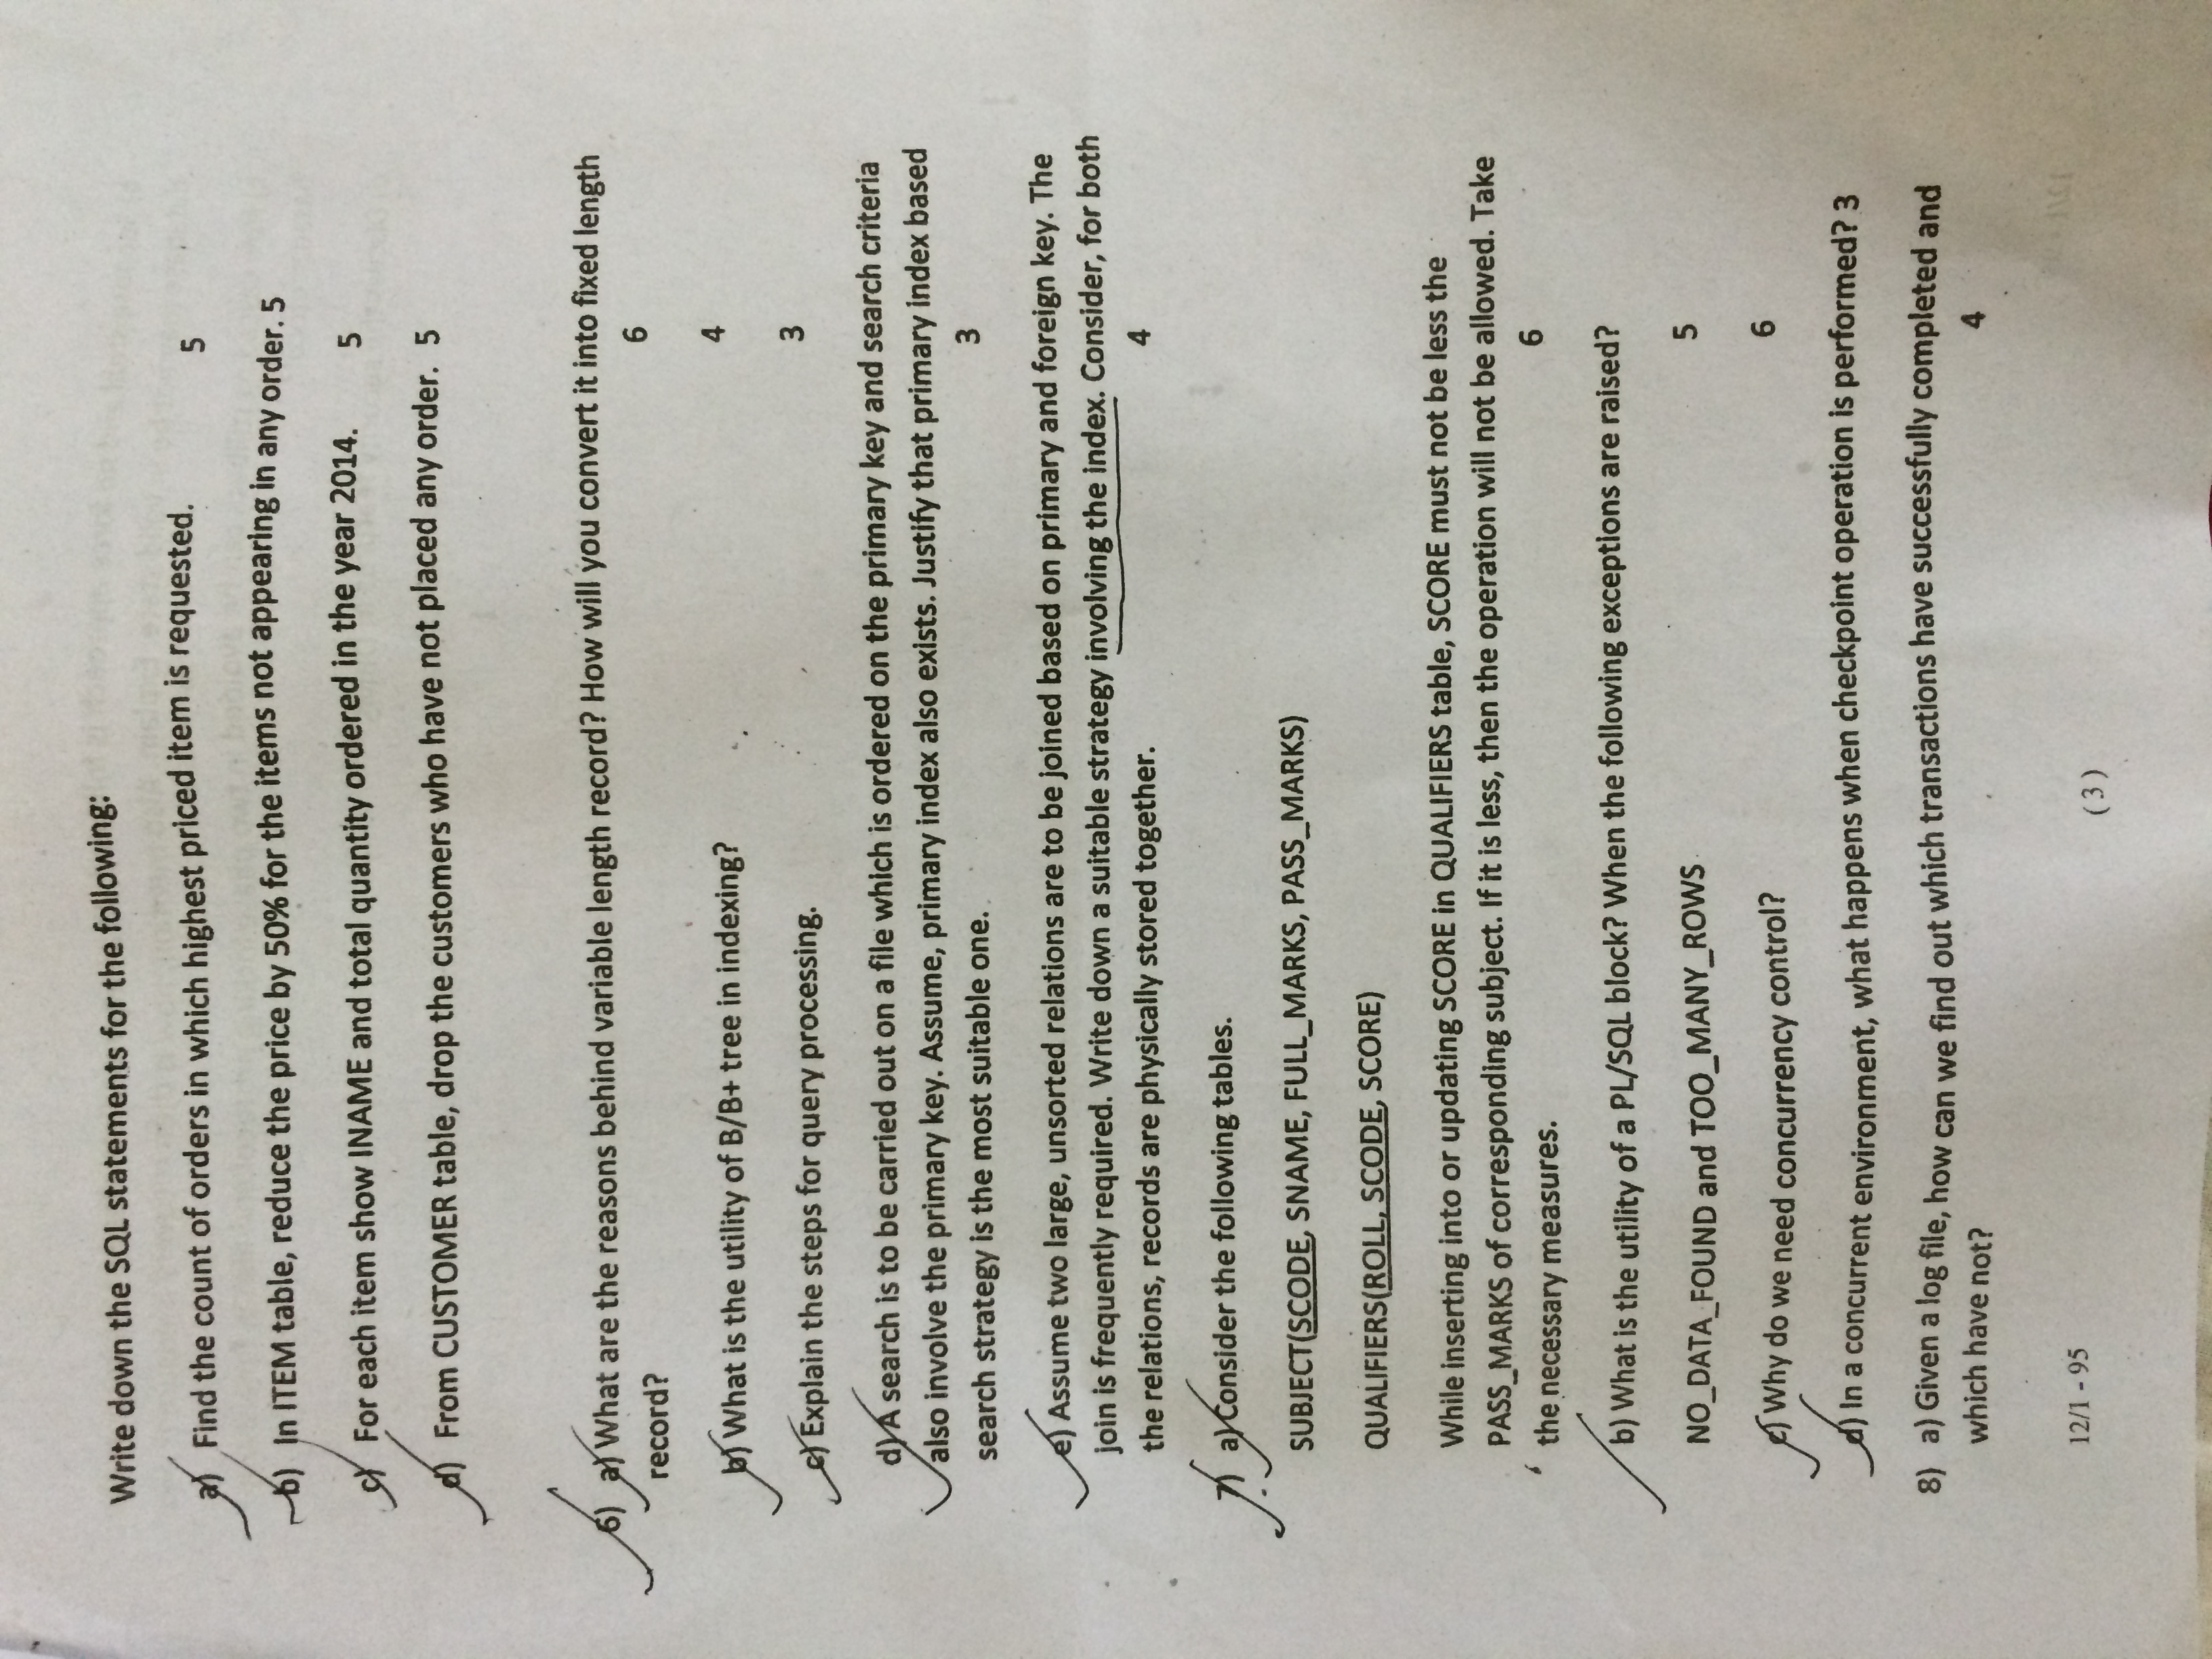 Write down the SQL statements for the following:
a) Find the count of orders in which highest priced item is requested. 5
b) In ITEM table, reduce the price by 50% for the items not appearing in any order. 5
c) For each item show INAME and total quantity ordered in the year 2014. 5
d) From CUSTOMER table, drop the customers who have not placed any order. 5
6) a) What are the reasons behind variable length record? How will you convert it into fixed length
record? 6
b) What is the utility of B/B+ tree in indexing? 4
c) Explain the steps for query processing. 3
d) A search is to be carried out on a file which is ordered on the primary key and search criteria
also involve the primary key. Assume, primary index also exists. Justify that primary index based
search strategy is the most suitable one. 3
e) Assume two large, unsorted relations are to be joined based on primary and foreign key. The
join is frequently required. Write down a suitable strategy involving the index. Consider, for both
the relations, records are physically stored together. 4
7) a) Consider the following tables.
SUBJECT(SCODE, SNAME, FULL_MARKS, PASS_MARKS)
QUALIFIERS(ROLL, SCODE, SCORE)
While inserting into or updating SCORE in QUALIFIERS table, SCORE must not be less the
PASS_MARKS of corresponding subject. If it is less, then the operation will not be allowed. Take
the necessary measures. 6
b) What is the utility of a PL/SQL block? When the following exceptions are raised?
NO_DATA_FOUND and TOO_MANY_ROWS 5
c) Why do we need concurrency control? 6
d) In a concurrent environment, what happens when checkpoint operation is performed? 3
8) a) Given a log file, how can we find out which transactions have successfully completed and
which have not? 4
12/1 - 95
(3)